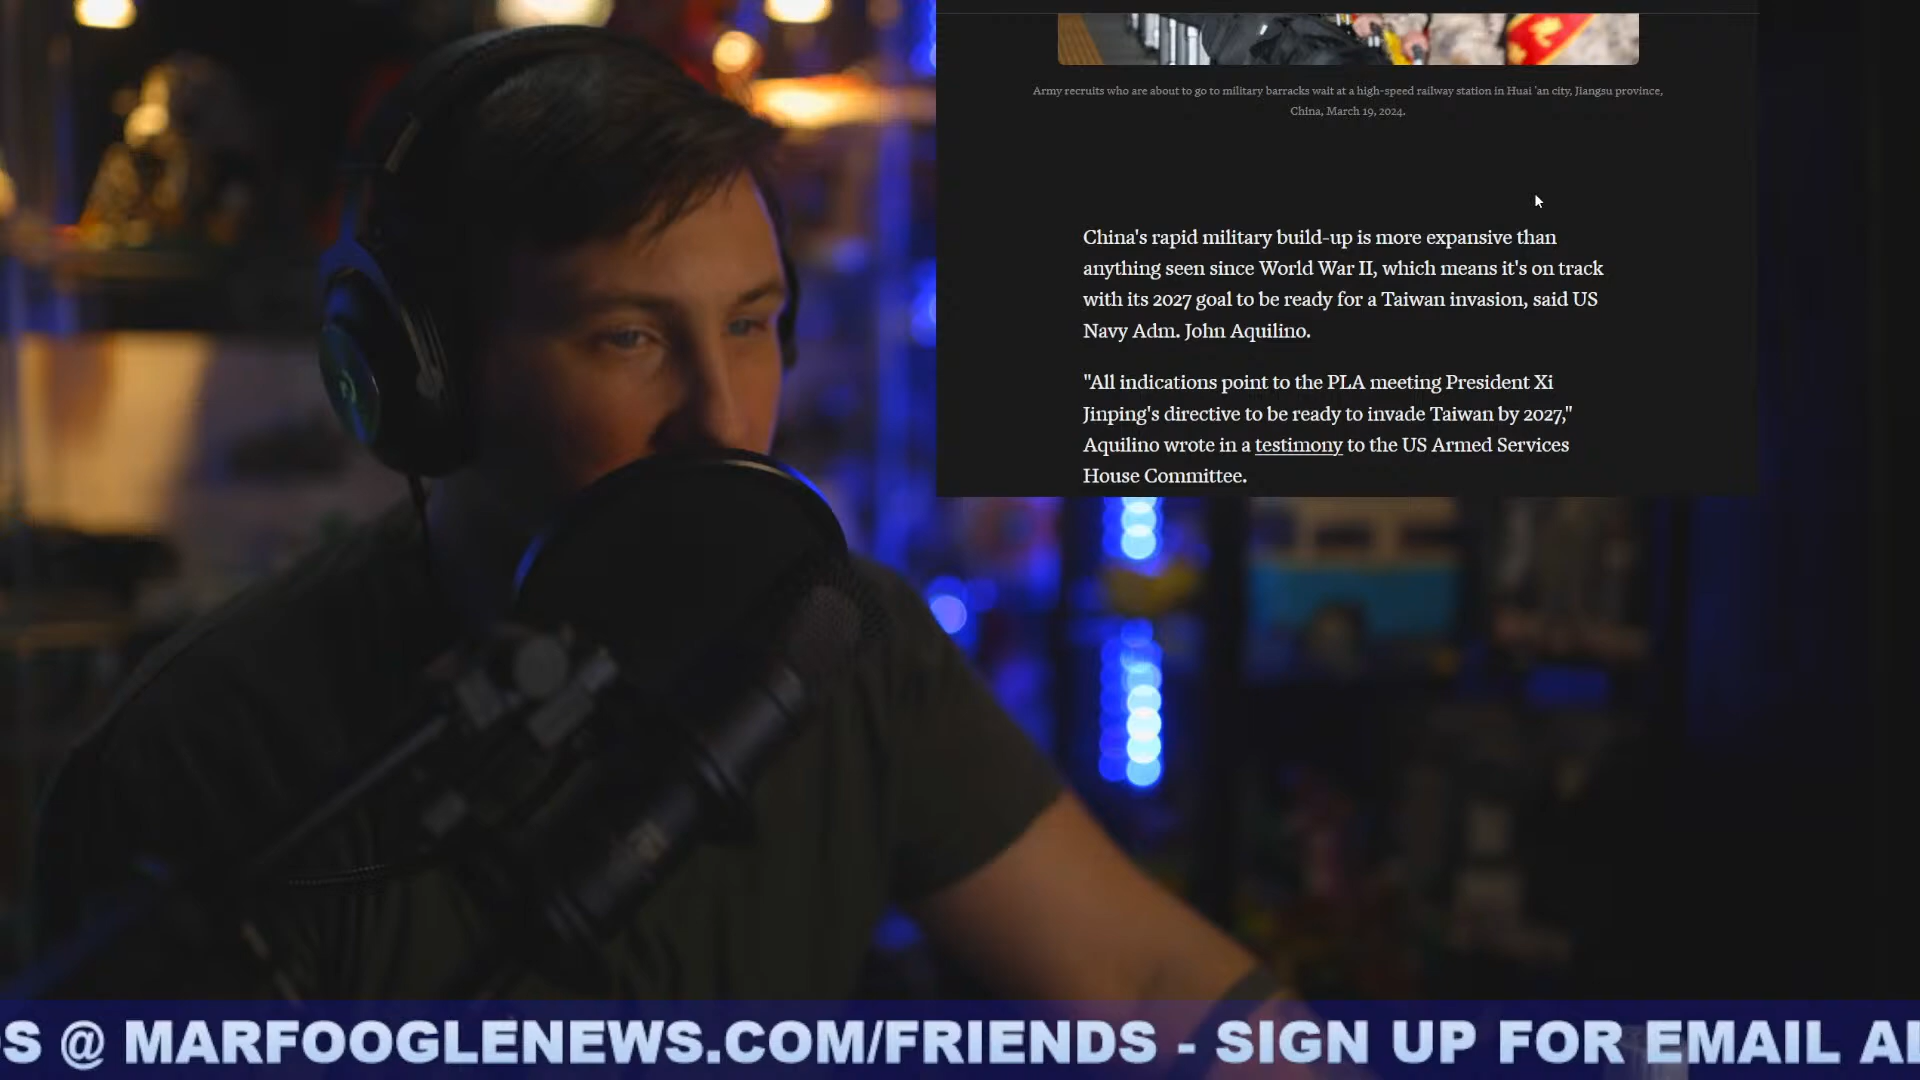 Army recruits who are about to go to military barracks wait at a high-speed railway station in Huai 'an city, Jiangsu province,
China, March 19, 2024.
China's rapid military build-up is more expansive than
anything seen since World War II, which means it's on track
with its 2027 goal to be ready for a Taiwan invasion, said US
Navy Adm. John Aquilino.
"All indications point to the PLA meeting President Xi
Jinping's directive to be ready to invade Taiwan by 2027,"
Aquilino wrote in a testimony to the US Armed Services
House Committee.
@ MARFOOGLENEWS.COM/FRIENDS - SIGN UP FOR EMAIL